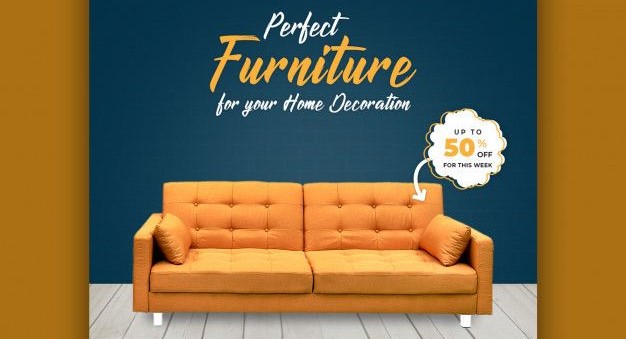 Perfect
Furniture
for your Home Decoration
UP TO
50% OFF
FOR THIS WEEK